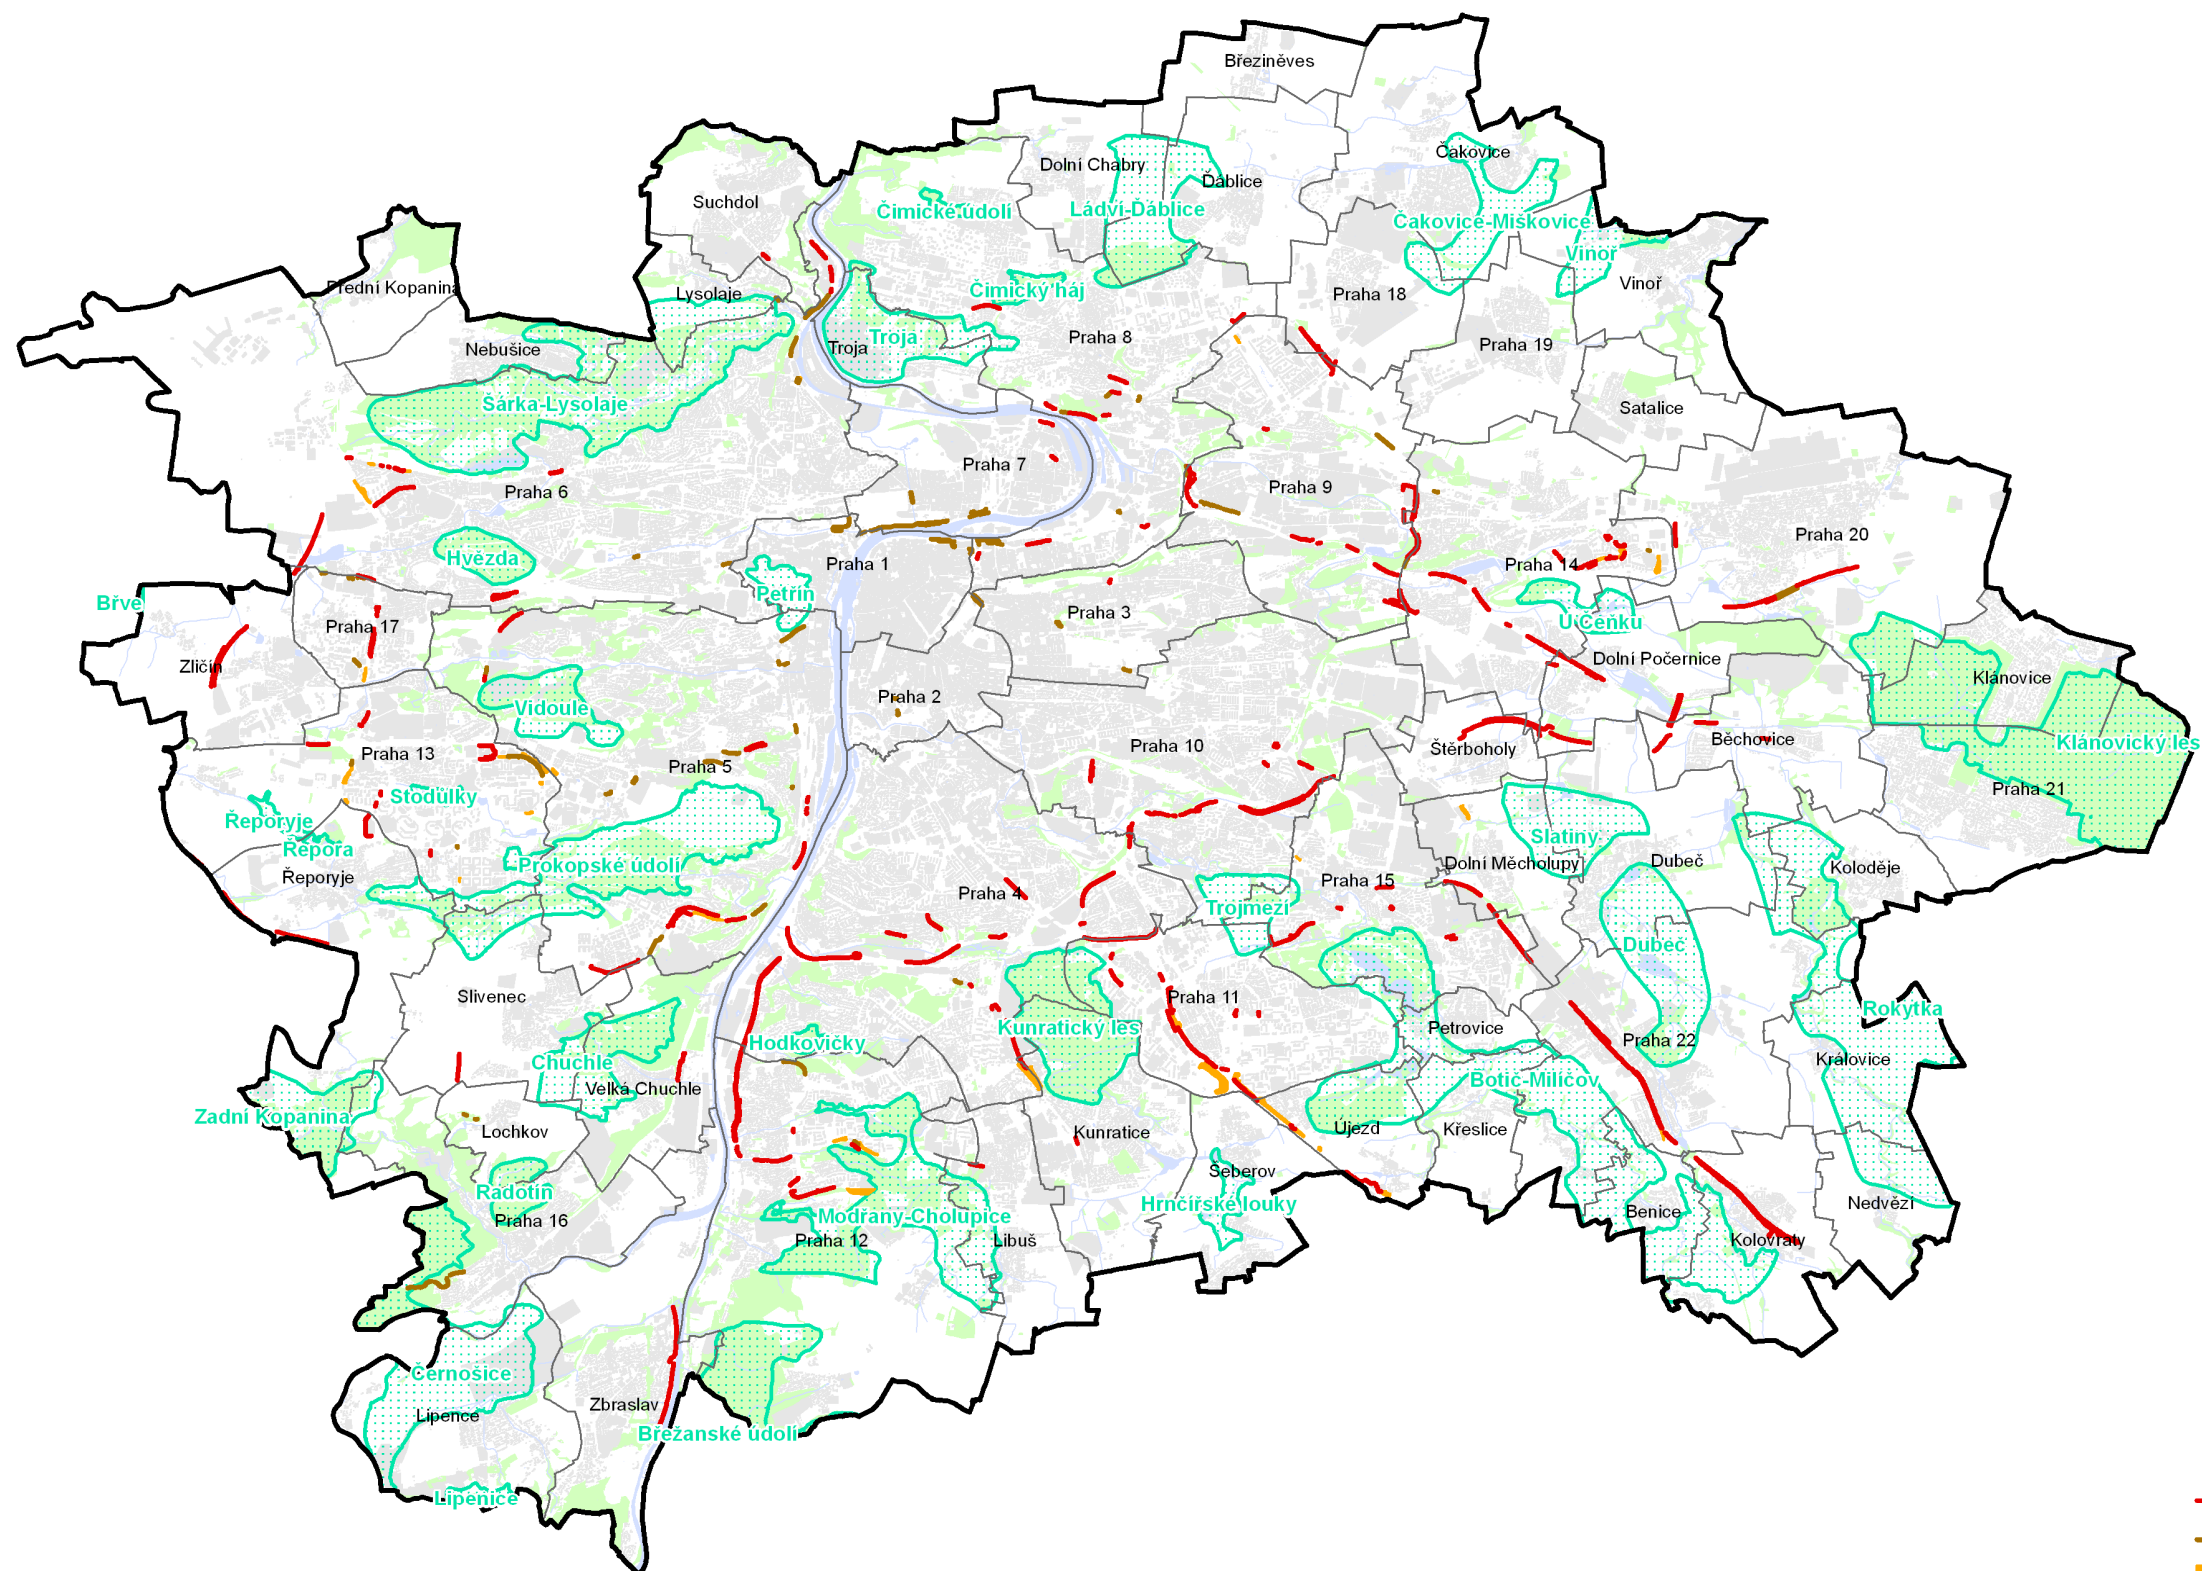 Březiněves
Čakovice
Dolní Chabry
Ďáblice
Suchdol
Čimické údolí
Ládví-Ďáblice
Čakovice-Miškovice
Vinoř
Vinoř
Přední Kopanina
Lysolaje
Čimický háj
Praha 18
Nebušice
Troja
Troja
Praha 8
Praha 19
Šárka-Lysolaje
Satalice
Praha 7
Praha 6
Praha 9
Praha 20
Hvězda
Praha 1
Praha 14
Břve
Petřín
Praha 3
U Čeňku
Praha 17
Zličín
Dolní Počernice
Klánovice
Vidoule
Praha 2
Praha 13
Praha 5
Praha 10
Štěrboholy
Běchovice
Klánovický les
Stodůlky
Praha 21
Řeporyje
Slatiny
Řepora
Prokopské údolí
Dolní Měcholupy
Dubeč
Koloděje
Řeporyje
Praha 4
Praha 15
Trojmezí
Dubeč
Slivenec
Praha 11
Rokytka
Kunratický les
Petrovice
Hodkovičky
Praha 22
Královice
Chuchle
Velká Chuchle
Botič-Milíčov
Zadní Kopanina
Lochkov
Kunratice
Újezd
Křeslice
Šeberov
Radotín
Hrnčířské louky
Nedvězí
Praha 16
Modřany-Cholupice
Benice
Praha 12
Libuš
Kolovraty
Černošice
Lipence
Zbraslav
Břežanské údolí
Lipenice